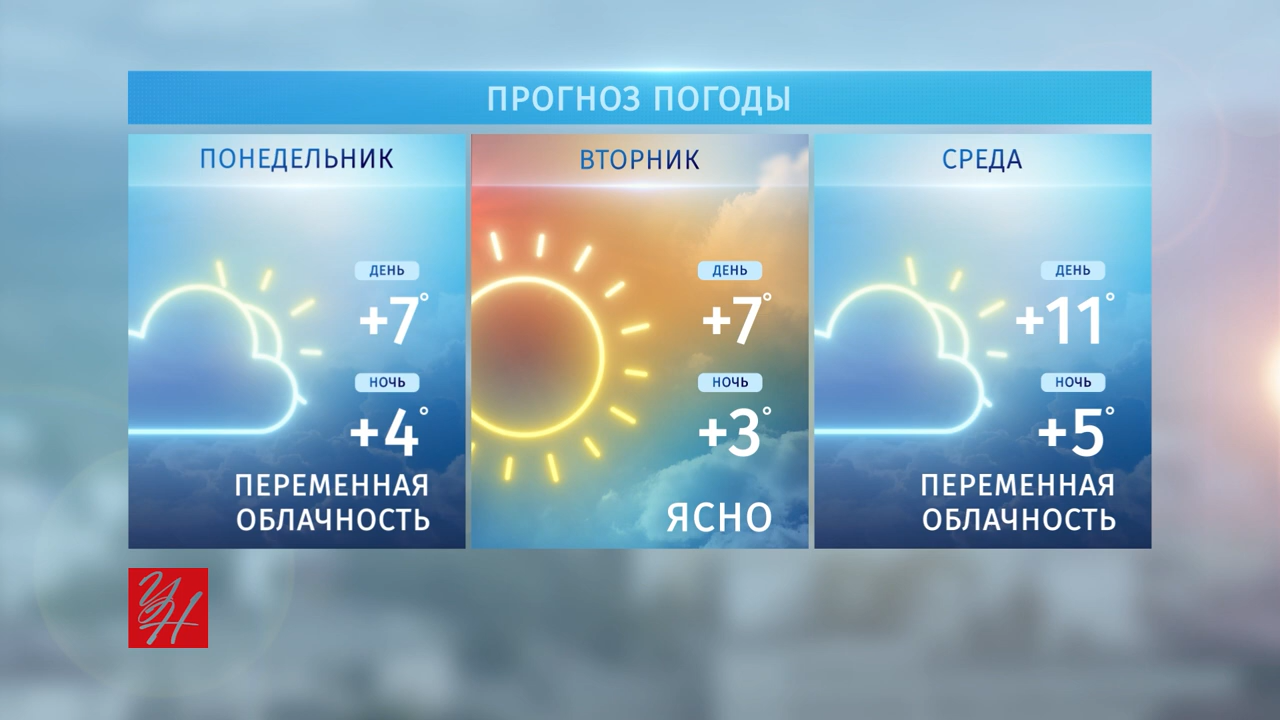 ПРОГНОЗ ПОГОДЫ
ПОНЕДЕЛЬНИК
ДЕНЬ
+7°
НОЧЬ
+4°
ПЕРЕМЕННАЯ
ОБЛАЧНОСТЬ
ВТОРНИК
ДЕНЬ
+7°
НОЧЬ
+3°
ЯСНО
СРЕДА
ДЕНЬ
+11°
НОЧЬ
+5°
ПЕРЕМЕННАЯ
ОБЛАЧНОСТЬ
УН